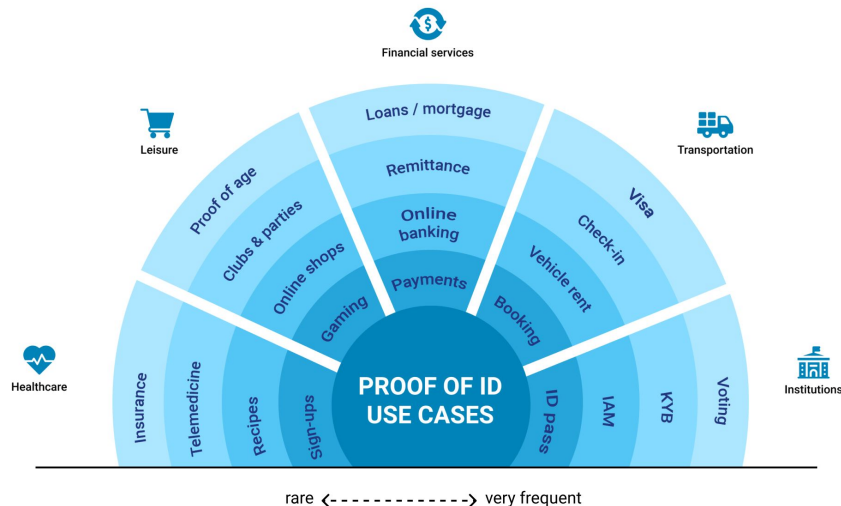 Financial services
Leisure
Transportation
Healthcare
Institutions
Loans / mortgage
Remittance
Online
banking
Payments
Proof of age
Clubs & parties
Online shops
Gaming
Visa
Check-in
Vehicle rent
Booking
Insurance
Telemedicine
Recipes
Sign-ups
PROOF OF ID
USE CASES
ID pass
IAM
KYB
Voting
rare <------------> very frequent